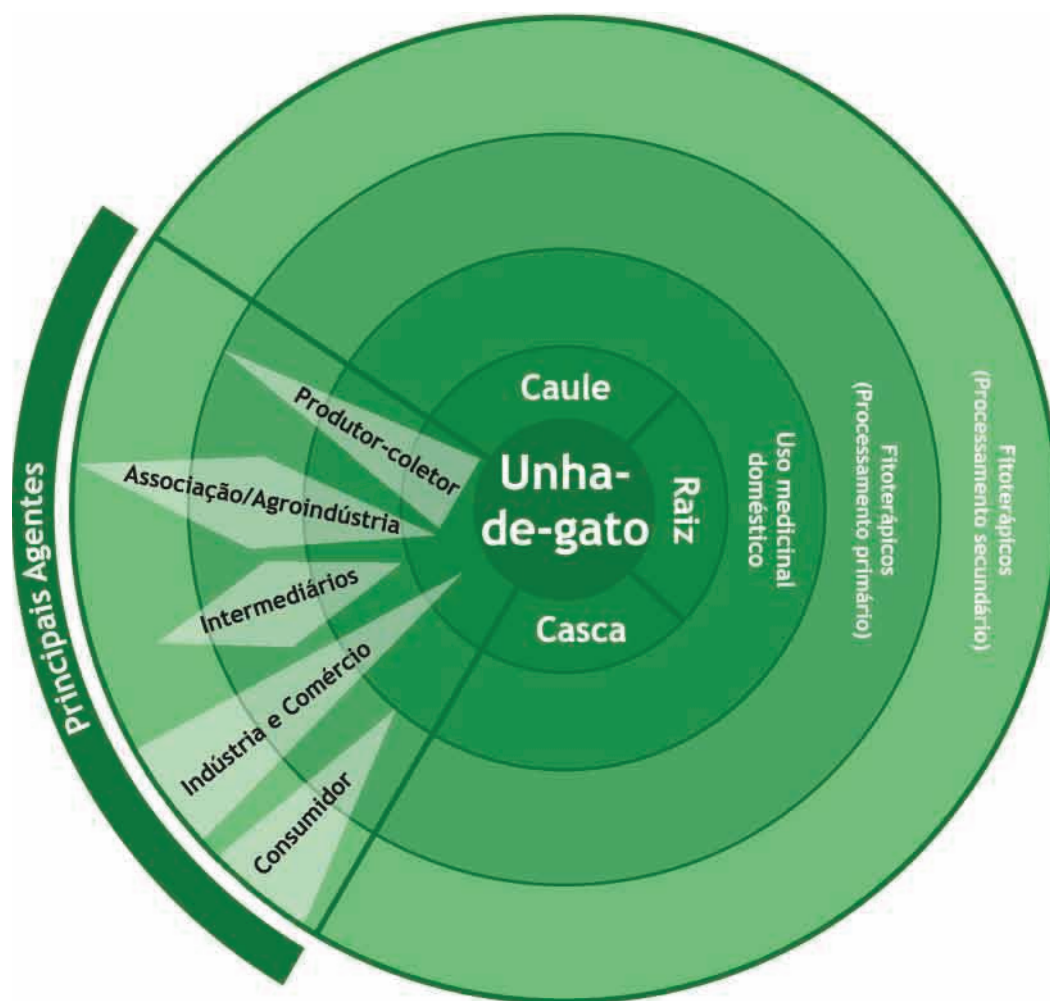 Unha-
de-gato
Caule
Raiz
Casca
Uso medicinal
doméstico
Fitoterápicos
(Processamento primário)
Fitoterápicos
(Processamento secundário)
Principais Agentes
Produtor-coletor
Associação/Agroindústria
Intermediários
Indústria e Comércio
Consumidor